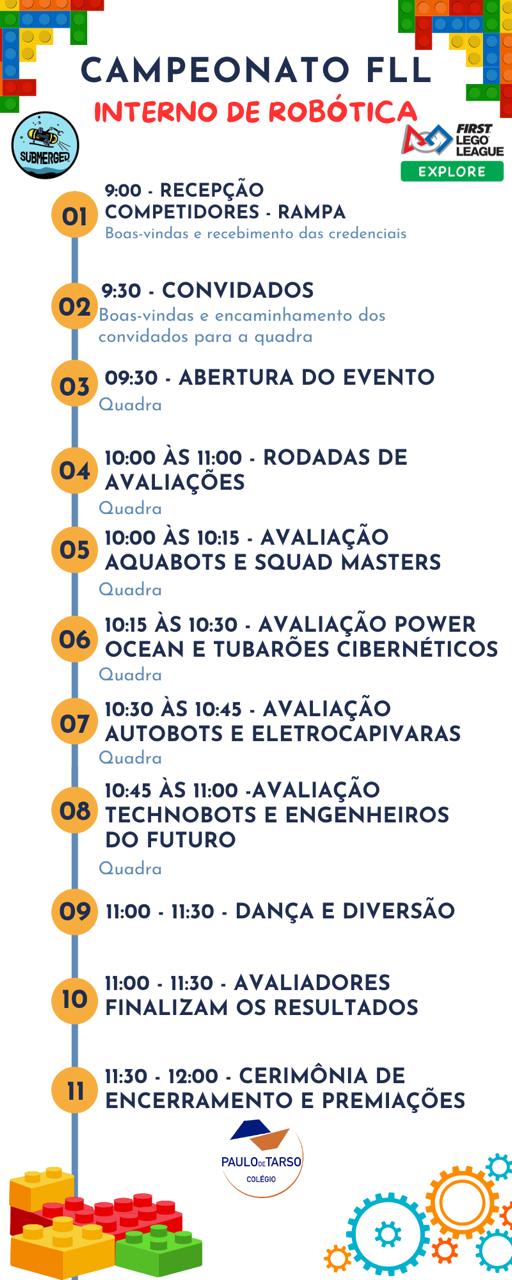 CAMPEONATO FLL
INTERNO DE ROBÓTICA
SUBMERGED
FIRST
LEGO
LEAGUE
EXPLORE
01
9:00 - RECEPÇÃO
COMPETIDORES - RAMPA
Boas-vindas e recebimento das credenciais
02
9:30 - CONVIDADOS
Boas-vindas e encaminhamento dos
convidados para a quadra
03
09:30 - ABERTURA DO EVENTO
Quadra
04
10:00 ÀS 11:00 - RODADAS DE
AVALIAÇÕES
Quadra
05
10:00 ÀS 10:15 - AVALIAÇÃO
AQUABOTS E SQUAD MASTERS
Quadra
06
10:15 ÀS 10:30 - AVALIAÇÃO POWER
OCEAN E TUBARÕES CIBERNÉTICOS
Quadra
07
10:30 ÀS 10:45 - AVALIAÇÃO
AUTOBOTS E ELETROCAPIVARAS
Quadra
08
10:45 ÀS 11:00 -AVALIAÇÃO
TECHNOBOTS E ENGENHEIROS
DO FUTURO
Quadra
09
11:00 - 11:30 - DANÇA E DIVERSÃO
10
11:00 - 11:30 - AVALIADORES
FINALIZAM OS RESULTADOS
11
11:30 - 12:00 - CERIMÔNIA DE
ENCERRAMENTO E PREMIAÇÕES
PAULO DE TARSO
COLÉGIO